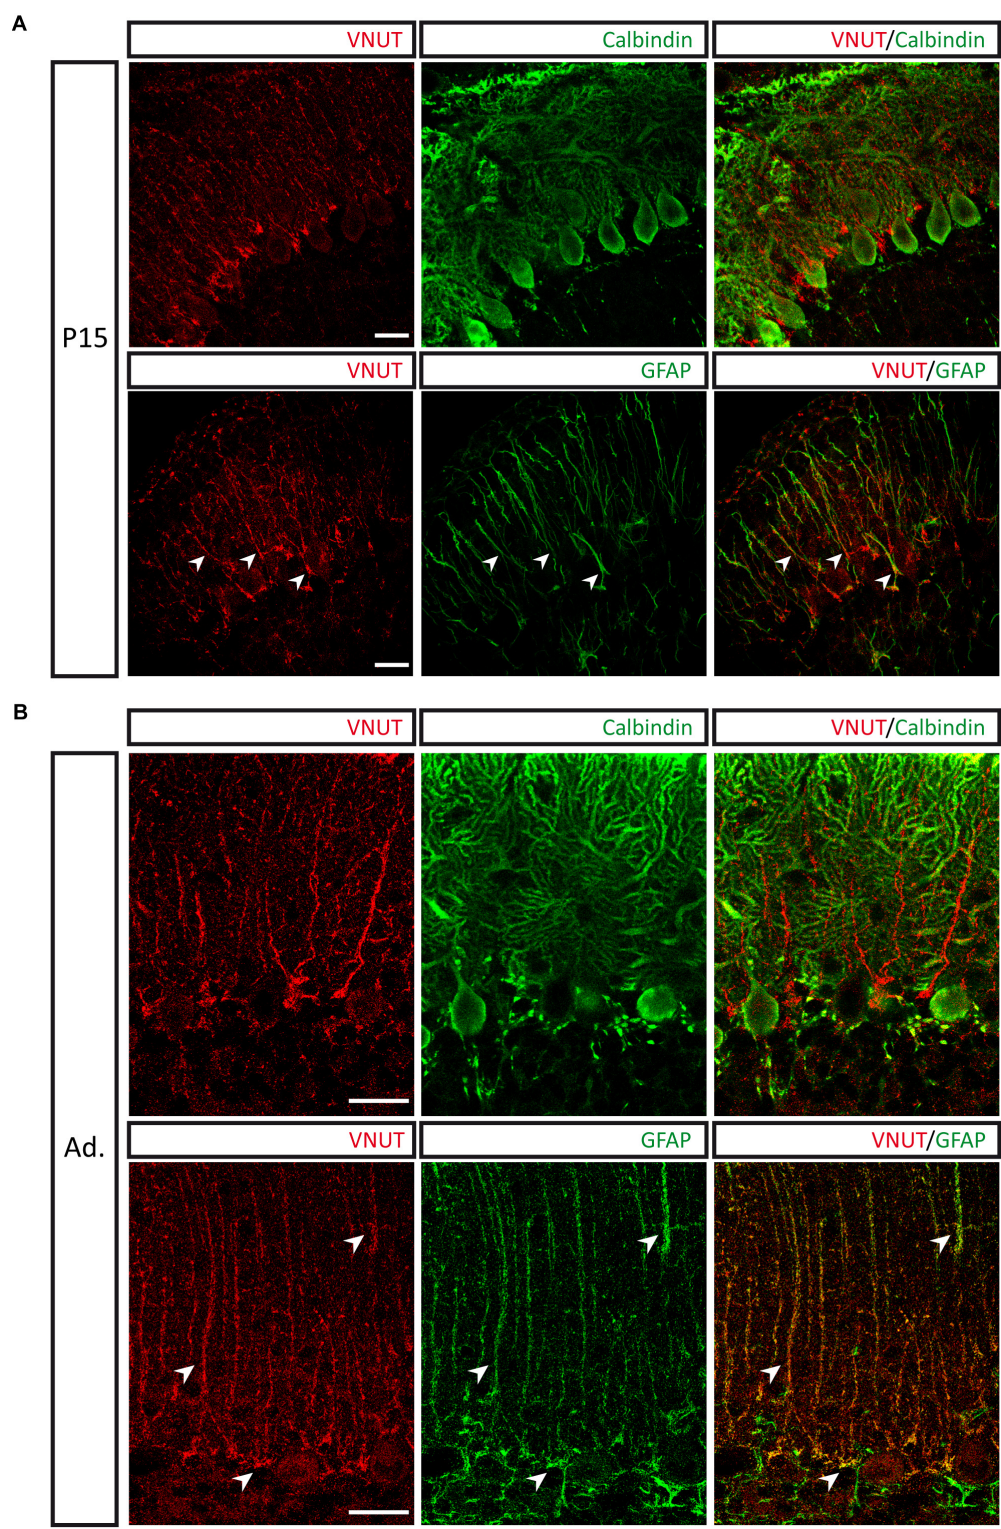 A
VNUT
Calbindin
VNUT/Calbindin
P15
VNUT
GFAP
VNUT/GFAP
B
VNUT
Calbindin
VNUT/Calbindin
Ad.
VNUT
GFAP
VNUT/GFAP